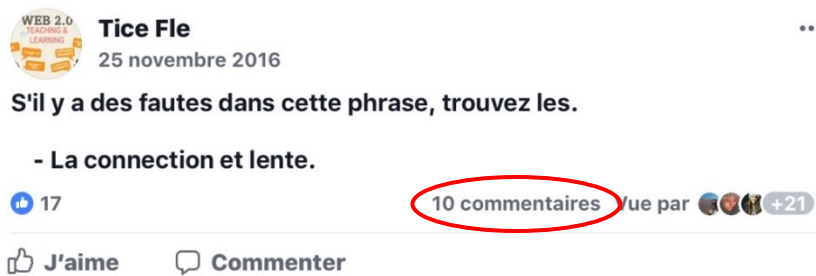 WEB 2.0
TEACHING &
LEARNING
Tice Fle
25 novembre 2016
S'il y a des fautes dans cette phrase, trouvez les.
- La connection et lente.
17
10 commentaires Vue par +21
J'aime Commenter